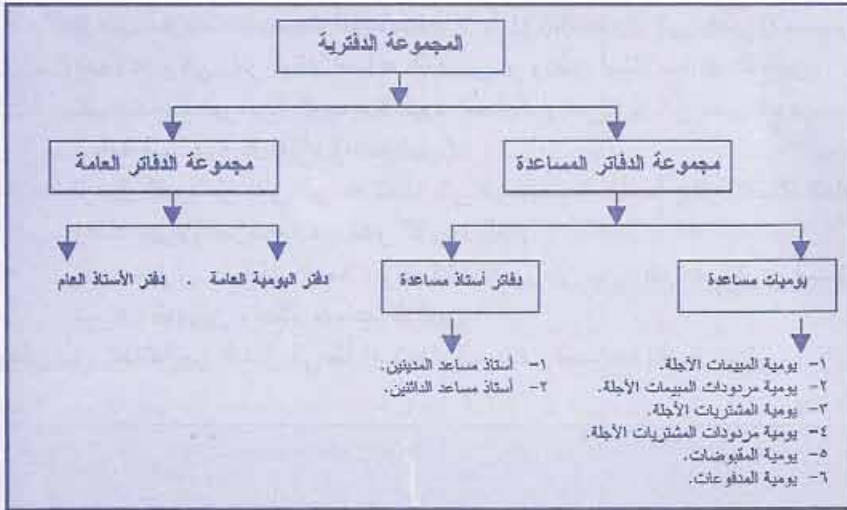 المجموعة الدفترية
مجموعة الدفاتر المساعدة
مجموعة الدفاتر العامة
يوميات مساعدة
دفاتر أستاذ مساعدة
دفتر اليومية العامة .
دفتر الأستاذ العام
١- يومية المبيعات الآجلة.
٢- يومية مردودات المبيعات الآجلة.
٣- يومية المشتريات الآجلة.
٤- يومية مردودات المشتريات الآجلة.
٥- يومية المقبوضات.
٦- يومية المدفوعات.
١- أستاذ مساعد المدينين.
٢- أستاذ مساعد الدائنين.